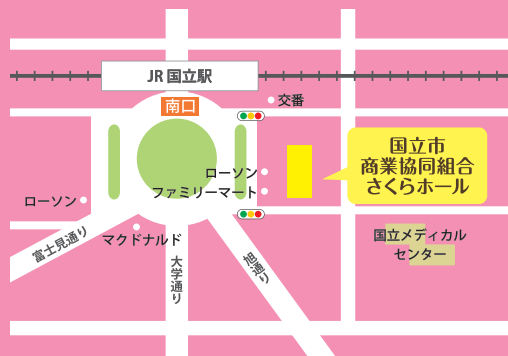 JR 国立駅
南口
交番
国立市
商業協同組合
さくらホール
ローソン
ファミリーマート
ローソン
マクドナルド
富士見通り
大学通り
旭通り
国立メディカル
センター